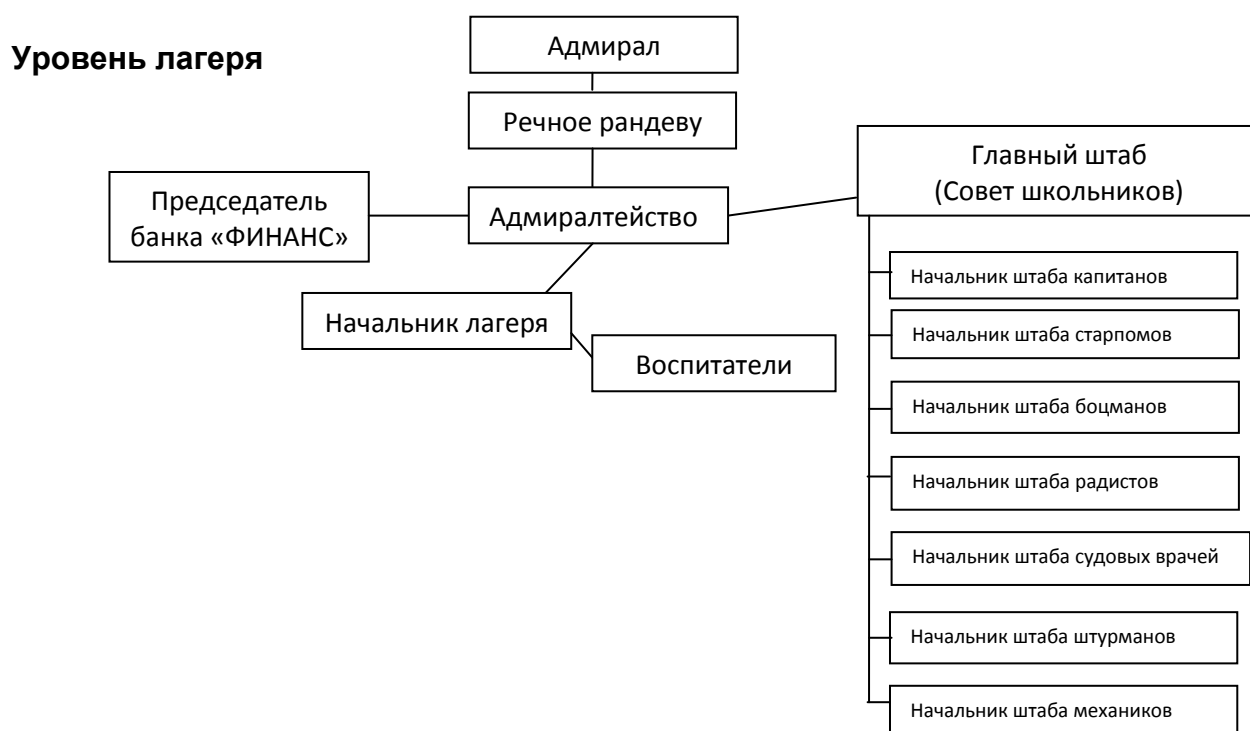 Уровень лагеря
Адмирал
Речное рандеву
Главный штаб
(Совет школьников)
Председатель
банка «ФИНАНС»
Адмиралтейство
Начальник лагеря
Воспитатели
Начальник штаба капитанов
Начальник штаба старпомов
Начальник штаба боцманов
Начальник штаба радистов
Начальник штаба судовых врачей
Начальник штаба штурманов
Начальник штаба механиков